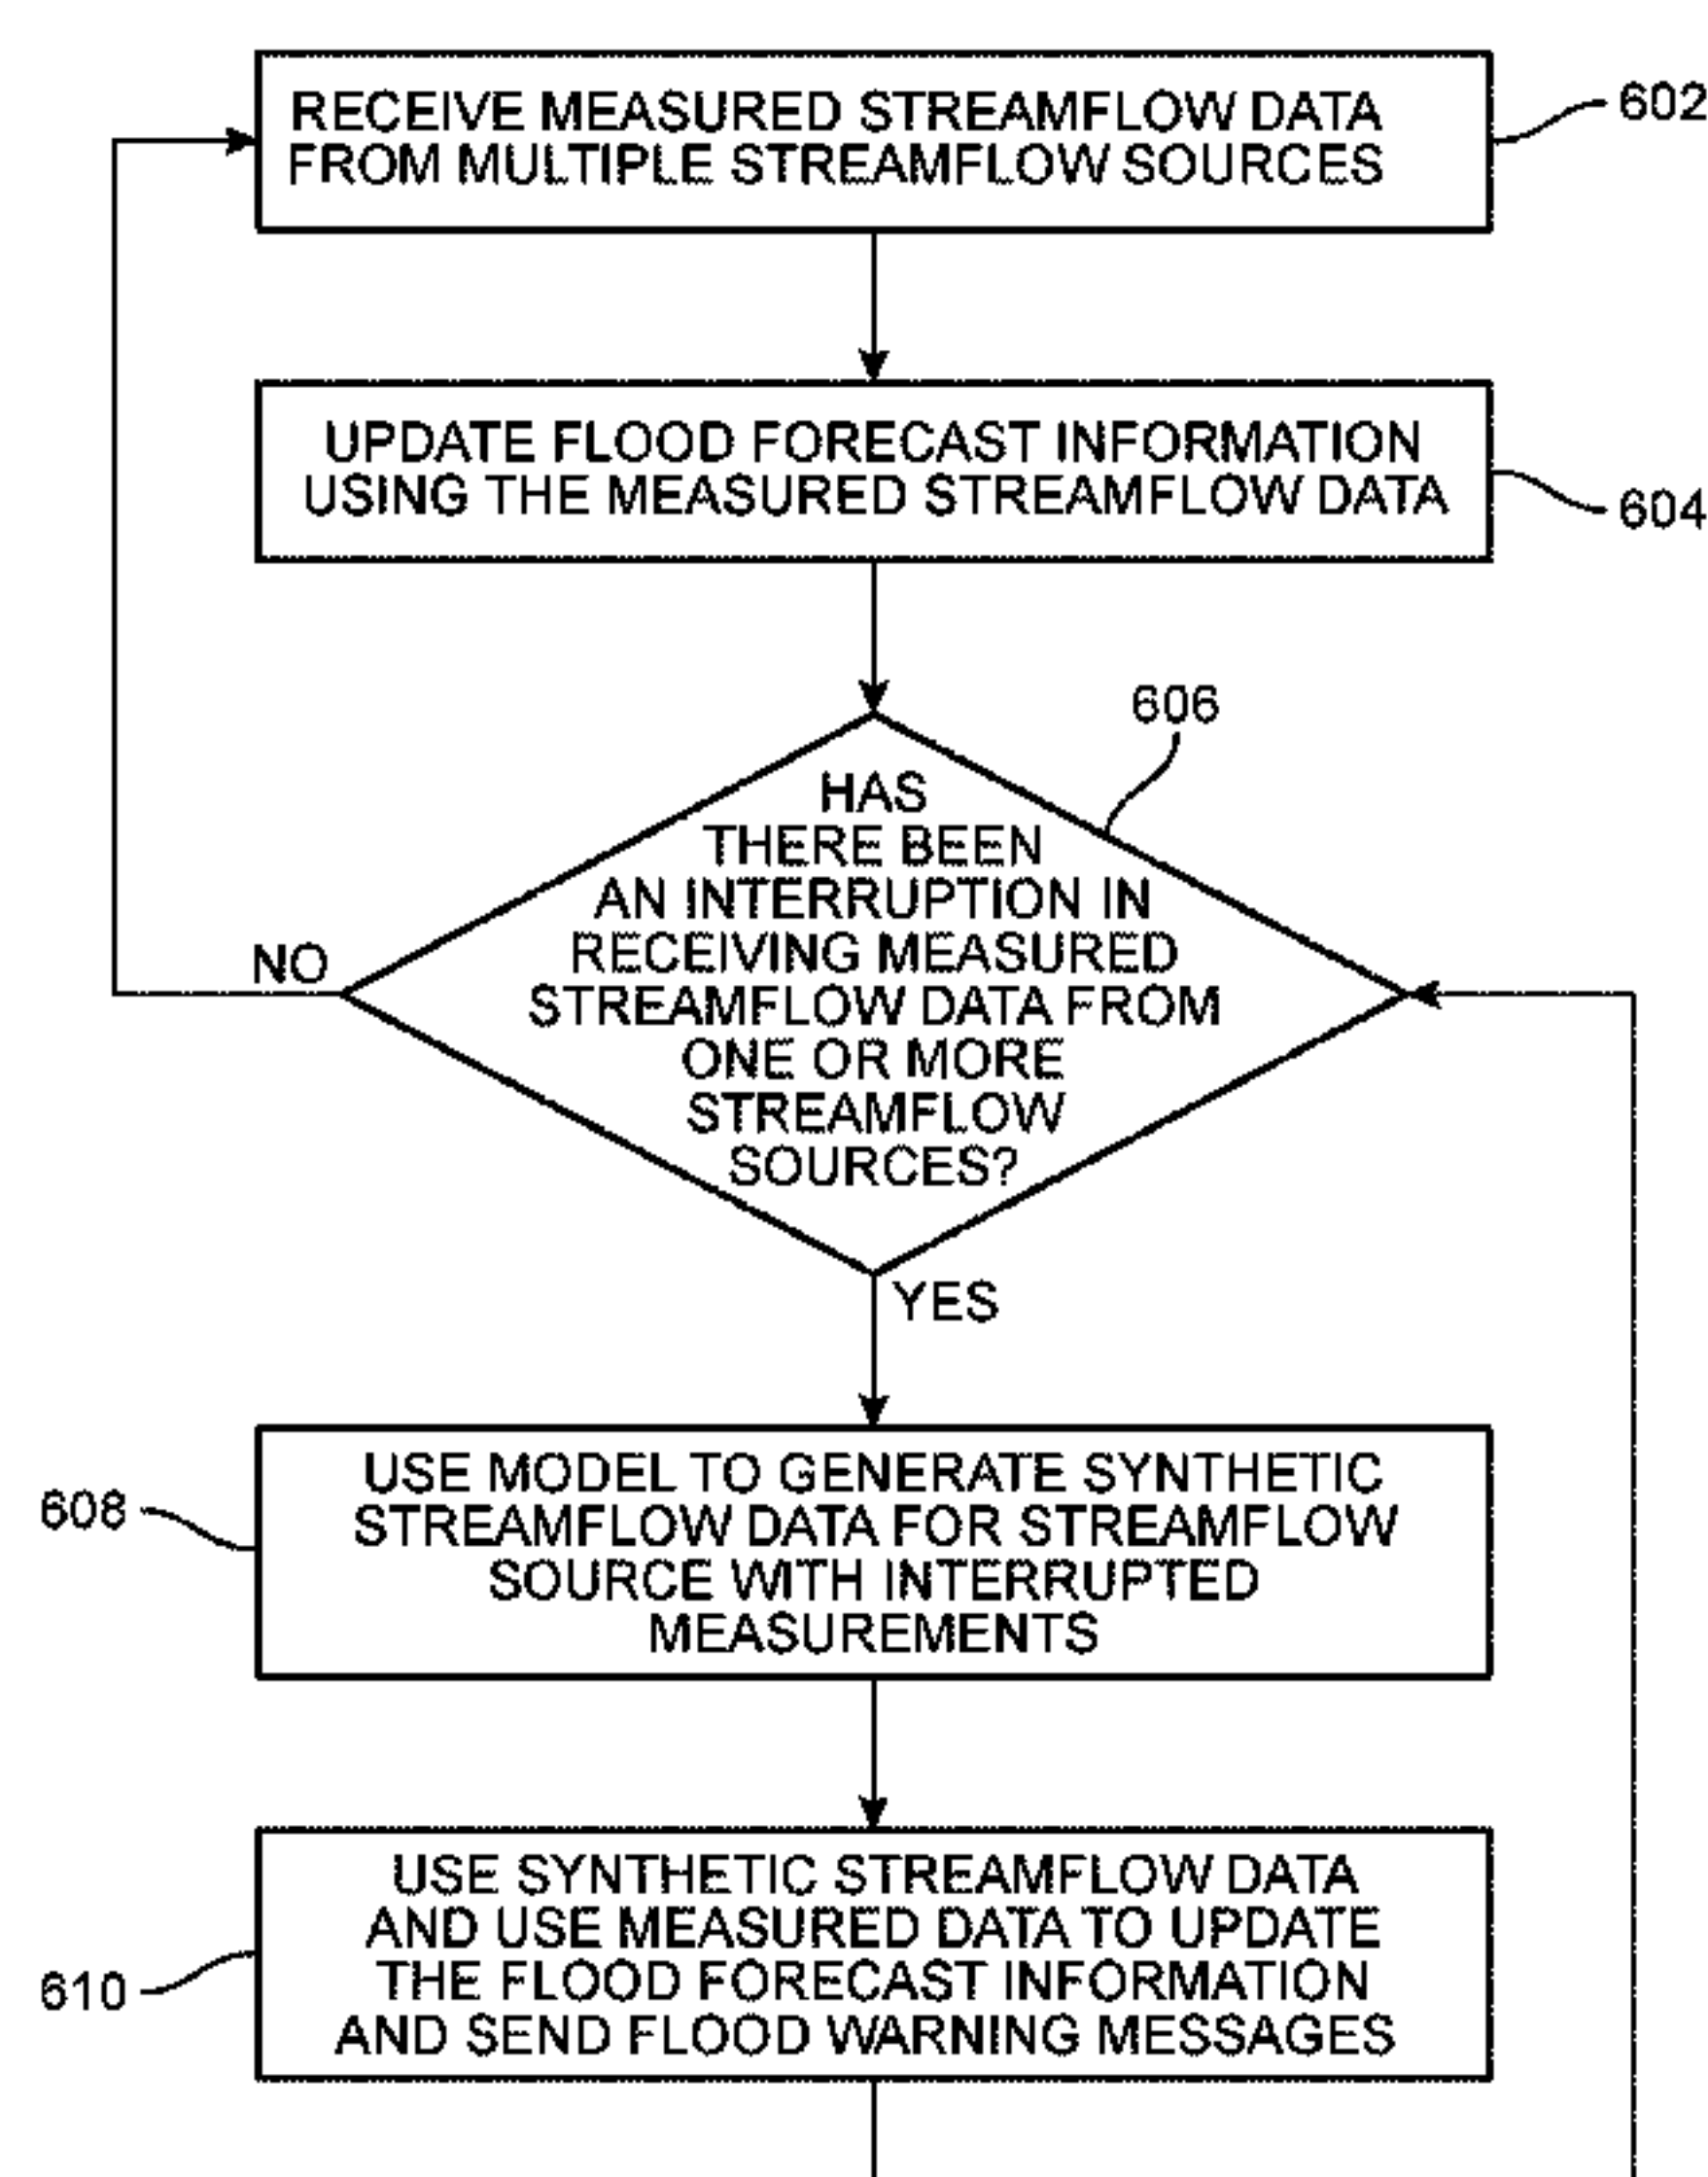 RECEIVE MEASURED STREAMFLOW DATA
FROM MULTIPLE STREAMFLOW SOURCES
602
UPDATE FLOOD FORECAST INFORMATION
USING THE MEASURED STREAMFLOW DATA
604
606
HAS
THERE BEEN
AN INTERRUPTION IN
RECEIVING MEASURED
STREAMFLOW DATA FROM
ONE OR MORE
STREAMFLOW
SOURCES?
NO
YES
608
USE MODEL TO GENERATE SYNTHETIC
STREAMFLOW DATA FOR STREAMFLOW
SOURCE WITH INTERRUPTED
MEASUREMENTS
610
USE SYNTHETIC STREAMFLOW DATA
AND USE MEASURED DATA TO UPDATE
THE FLOOD FORECAST INFORMATION
AND SEND FLOOD WARNING MESSAGES